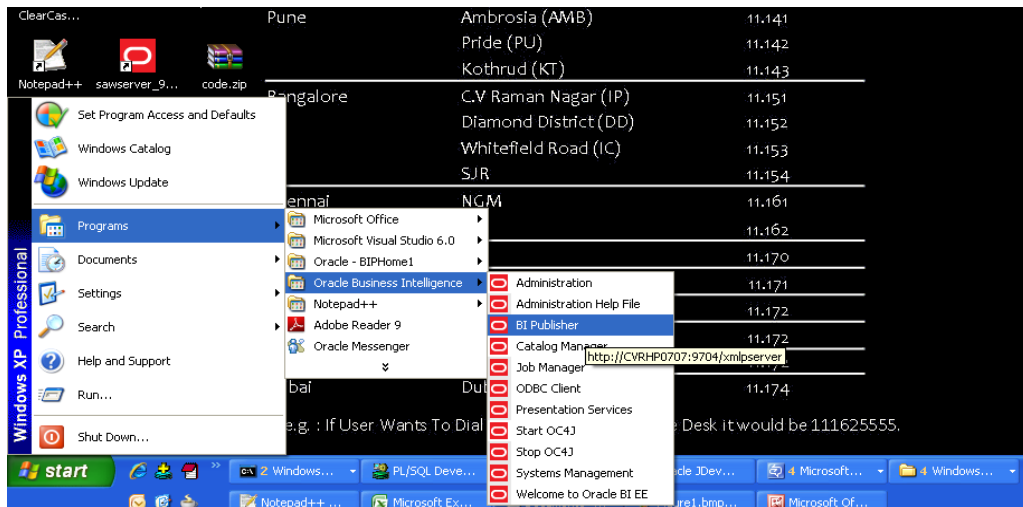 ClearCas...
Pune Ambrosia (AMB) 11.141
Pride (PU) 11.142
Kothrud (KT) 11.143
Notepad++ sawserver_9... code.zip
Bangalore C.V Raman Nagar (IP) 11.151
Diamond District (DD) 11.152
Whitefield Road (IC) 11.153
SJR 11.154
ennai NGM 11.161
11.162
11.170
11.171
11.172
11.172
11.172
bai Dub 11.174
e.g. : If User Wants To Dial e Desk it would be 111625555.
Windows XP Professional
Set Program Access and Defaults
Windows Catalog
Windows Update
Programs
Documents
Settings
Search
Help and Support
Run...
Shut Down...
Microsoft Office
Microsoft Visual Studio 6.0
Oracle - BIPHome1
Oracle Business Intelligence
Notepad++
Adobe Reader 9
Oracle Messenger
Administration
Administration Help File
BI Publisher
Catalog Manager
http://CVRHP0707:9704/xmlpserver
Job Manager
ODBC Client
Presentation Services
Start OC4J
Stop OC4J
Systems Management
Welcome to Oracle BI EE
start 2 Windows... PL/SQL Deve... acle JDev... 4 Microsoft... 4 Windows...
Notepad++ ... Microsoft Ex... ure1.bmp... Microsoft Of...